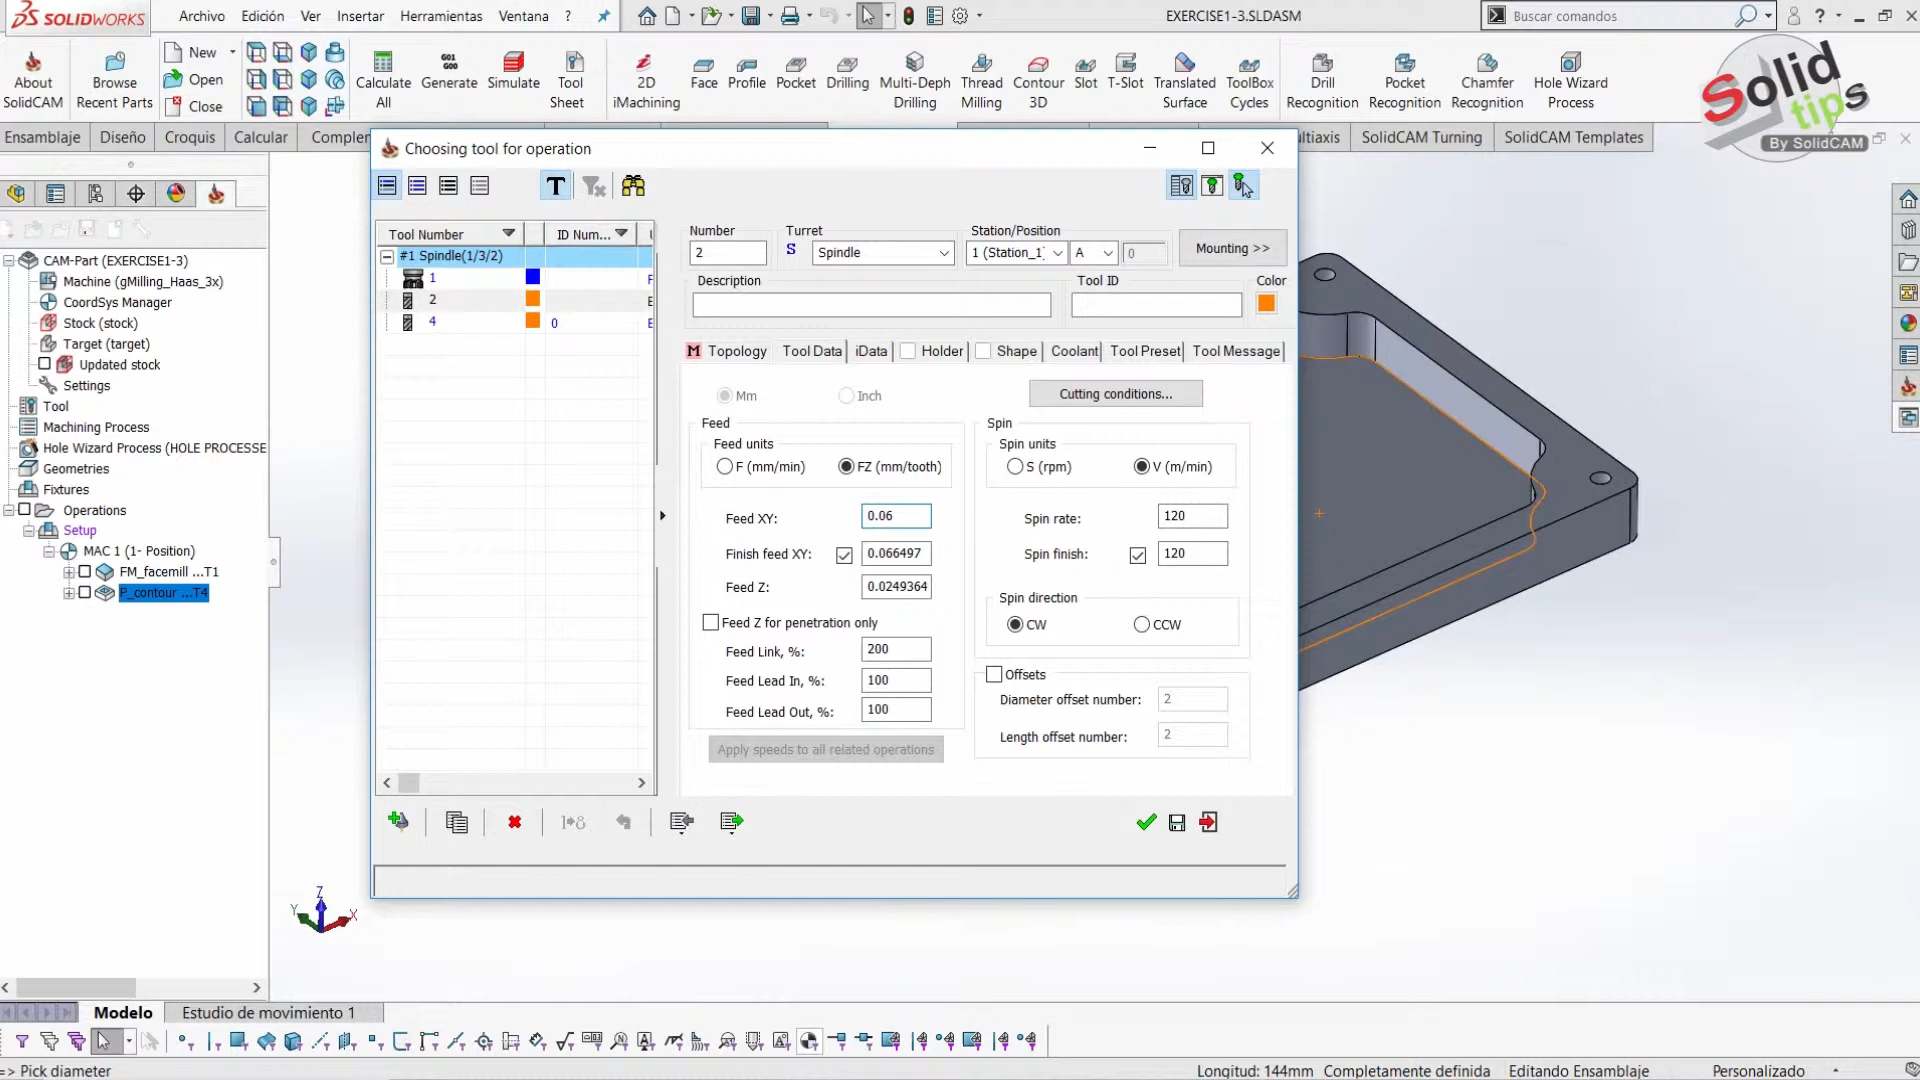 SOLIDWORKS Archivo Edición Ver Insertar Herramientas Ventana ? EXERCISE1-3.SLDASM Buscar comandos ?
About SolidCAM
Browse Recent Parts
New
Open
Close
Calculate All
G01 G00
Generate
Simulate
Tool Sheet
2D iMachining
Face
Profile
Pocket
Drilling
Multi-Deph Drilling
Thread Milling
Contour 3D
Slot
T-Slot
Translated Surface
ToolBox Cycles
Drill Recognition
Pocket Recognition
Chamfer Recognition
Hole Wizard Process
Solid tips
By SolidCAM
Ensamblaje Diseño Croquis Calcular Complen ultiaxis SolidCAM Turning SolidCAM Templates
Choosing tool for operation
CAM-Part (EXERCISE1-3)
Machine (gMilling_Haas_3x)
CoordSys Manager
Stock (stock)
Target (target)
Updated stock
Settings
Tool
Machining Process
Hole Wizard Process (HOLE PROCESSE
Geometries
Fixtures
Operations
Setup
MAC 1 (1- Position)
FM_facemill ...T1
P_contour ...T4
Tool Number ID Num...
#1 Spindle(1/3/2)
1 F
2 E
4 0 E
Number Turret Station/Position
2 S Spindle 1 (Station_1) A 0 Mounting >>
Description Tool ID Color
M Topology Tool Data iData Holder Shape Coolant Tool Preset Tool Message
Mm Inch Cutting conditions...
Feed
Feed units
F (mm/min) FZ (mm/tooth)
Feed XY: 0.06
Finish feed XY: 0.066497
Feed Z: 0.0249364
Feed Z for penetration only
Feed Link, %: 200
Feed Lead In, %: 100
Feed Lead Out, %: 100
Apply speeds to all related operations
Spin
Spin units
S (rpm) V (m/min)
Spin rate: 120
Spin finish: 120
Spin direction
CW CCW
Offsets
Diameter offset number: 2
Length offset number: 2
Z
Y X
Modelo Estudio de movimiento 1
=> Pick diameter Longitud: 144mm Completamente definida Editando Ensamblaje Personalizado